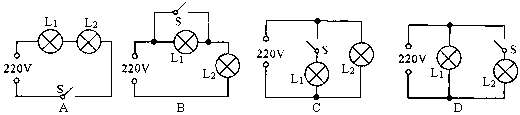 L₁ L₂ 220V S A
S L₁ 220V L₂ B
220V S L₁ L₂ C
220V L₁ S L₂ D